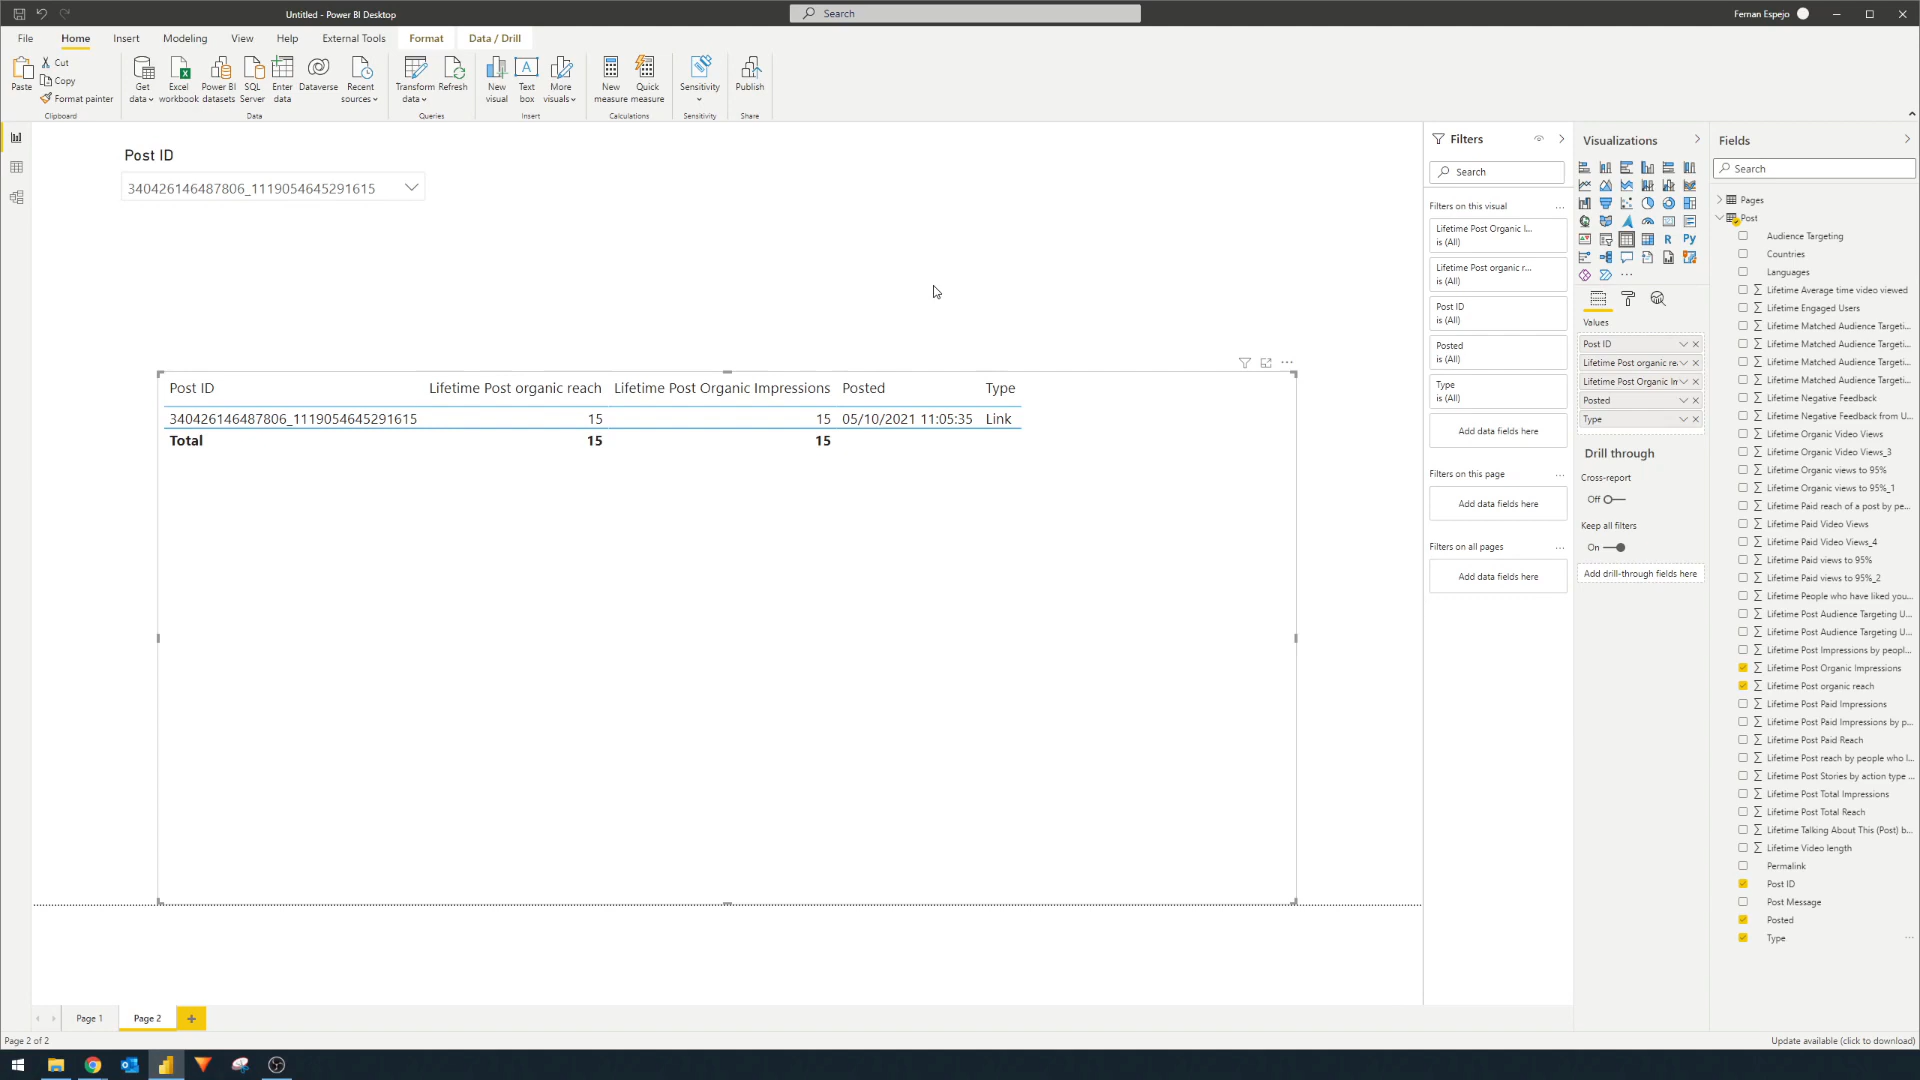 Untitled - Power BI Desktop
Search
Fernan Espejo
File
Home
Insert
Modeling
View
Help
External Tools
Format
Data / Drill
Paste
Cut
Copy
Format painter
Clipboard
Get data
Excel workbook
Power BI datasets
SQL Server
Enter data
Dataverse
Recent sources
Data
Transform data
Refresh
Queries
New visual
Text box
More visuals
Insert
New measure
Quick measure
Calculations
Sensitivity
Sensitivity
Publish
Share
Post ID
340426146487806_1119054645291615
Post ID Lifetime Post organic reach Lifetime Post Organic Impressions Posted Type
340426146487806_1119054645291615 15 15 05/10/2021 11:05:35 Link
Total 15 15
Page 1
Page 2
Page 2 of 2
Filters
Search
Filters on this visual
Lifetime Post Organic I...
is (All)
Lifetime Post organic r...
is (All)
Post ID
is (All)
Posted
is (All)
Type
is (All)
Add data fields here
Filters on this page
Add data fields here
Filters on all pages
Add data fields here
Visualizations
R
Py
Values
Post ID
Lifetime Post organic re
Lifetime Post Organic Im
Posted
Type
Drill through
Cross-report
Off
Keep all filters
On
Add drill-through fields here
Fields
Search
Pages
Post
Audience Targeting
Countries
Languages
Lifetime Average time video viewed
Lifetime Engaged Users
Lifetime Matched Audience Targeti...
Lifetime Matched Audience Targeti...
Lifetime Matched Audience Targeti...
Lifetime Matched Audience Targeti...
Lifetime Negative Feedback
Lifetime Negative Feedback from U...
Lifetime Organic Video Views
Lifetime Organic Video Views_3
Lifetime Organic views to 95%
Lifetime Organic views to 95%_1
Lifetime Paid reach of a post by pe...
Lifetime Paid Video Views
Lifetime Paid Video Views_4
Lifetime Paid views to 95%
Lifetime Paid views to 95%_2
Lifetime People who have liked you...
Lifetime Post Audience Targeting U...
Lifetime Post Audience Targeting U...
Lifetime Post Impressions by peopl...
Lifetime Post Organic Impressions
Lifetime Post organic reach
Lifetime Post Paid Impressions
Lifetime Post Paid Impressions by p...
Lifetime Post Paid Reach
Lifetime Post reach by people who l...
Lifetime Post Stories by action type ...
Lifetime Post Total Impressions
Lifetime Post Total Reach
Lifetime Talking About This (Post) b...
Lifetime Video length
Permalink
Post ID
Post Message
Posted
Type
Update available (click to download)